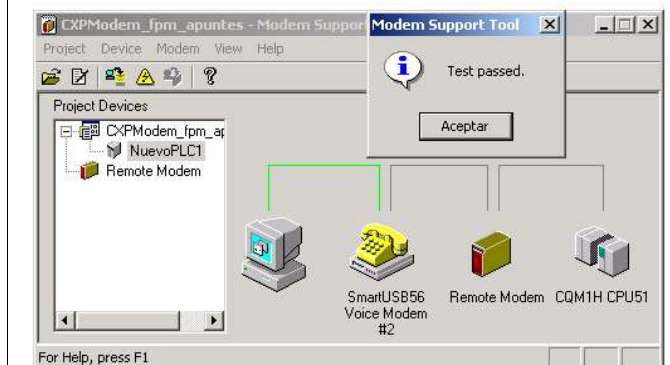 CXPModem_fpm_apuntes - Modem Suppor
Modem Support Tool
Project Device Modem View Help
Test passed.
Aceptar
Project Devices
CXPModem_fpm_ap
NuevoPLC1
Remote Modem
SmartUSB56
Voice Modem
#2
Remote Modem
CQM1H CPU51
For Help, press F1